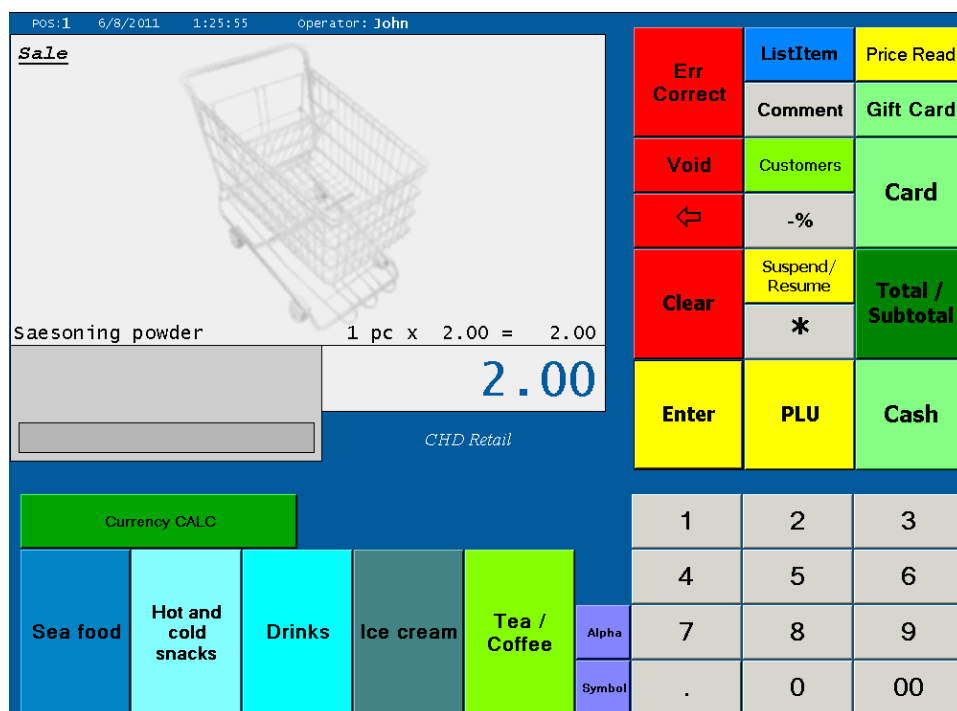 POS:1 6/8/2011 1:25:55 Operator: John
Sale
Saesoning powder 1 pc x 2.00 = 2.00
2.00
CHD Retail
Err
Correct
ListItem
Price Read
Comment
Gift Card
Void
Customers
Card
-%
Clear
Suspend/
Resume
*
Total /
Subtotal
Enter
PLU
Cash
Currency CALC
Sea food
Hot and
cold
snacks
Drinks
Ice cream
Tea /
Coffee
Alpha
Symbol
1 2 3
4 5 6
7 8 9
. 0 00